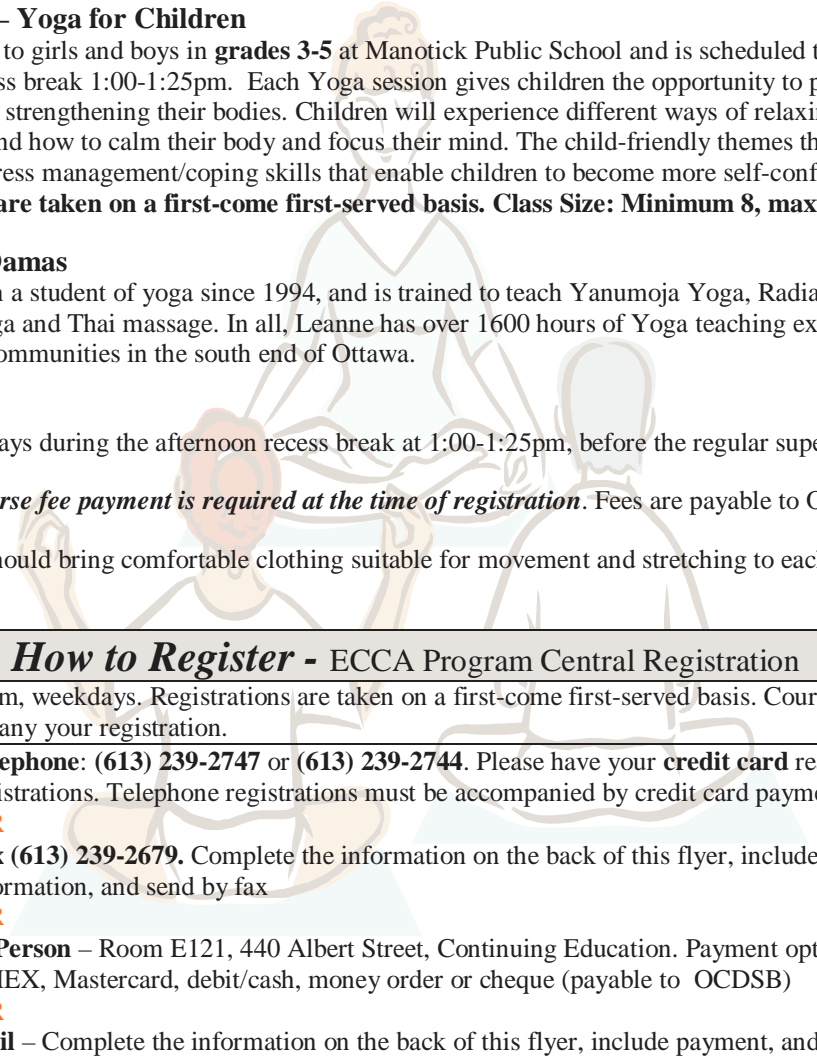 – Yoga for Children
to girls and boys in grades 3-5 at Manotick Public School and is scheduled t
ss break 1:00-1:25pm. Each Yoga session gives children the opportunity to p
strengthening their bodies. Children will experience different ways of relaxin
nd how to calm their body and focus their mind. The child-friendly themes th
ress management/coping skills that enable children to become more self-conf
are taken on a first-come first-served basis. Class Size: Minimum 8, max
Damas
n a student of yoga since 1994, and is trained to teach Yanumoja Yoga, Radia
ga and Thai massage. In all, Leanne has over 1600 hours of Yoga teaching ex
ommunities in the south end of Ottawa.
ays during the afternoon recess break at 1:00-1:25pm, before the regular supe
rse fee payment is required at the time of registration. Fees are payable to O
hould bring comfortable clothing suitable for movement and stretching to eac
How to Register - ECCA Program Central Registration
m, weekdays. Registrations are taken on a first-come first-served basis. Cour
any your registration.
ephone: (613) 239-2747 or (613) 239-2744. Please have your credit card re
istrations. Telephone registrations must be accompanied by credit card payme
R
x (613) 239-2679. Complete the information on the back of this flyer, include
ormation, and send by fax
R
Person – Room E121, 440 Albert Street, Continuing Education. Payment opt
MEX, Mastercard, debit/cash, money order or cheque (payable to OCDSB)
R
il – Complete the information on the back of this flyer, include payment, and